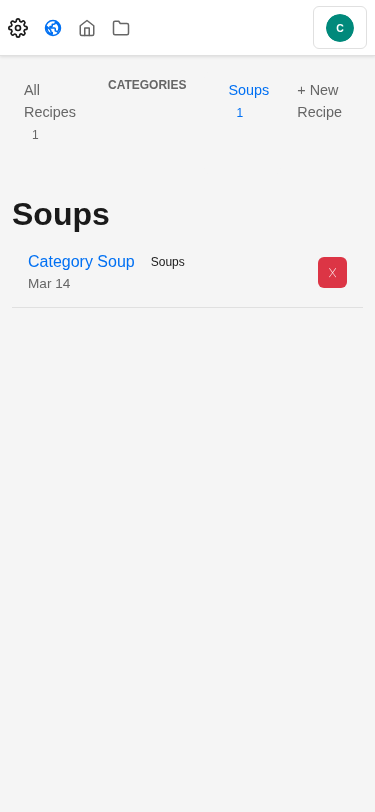 C
All
Recipes
1
CATEGORIES
Soups
1
+ New
Recipe
Soups
Category Soup Soups
Mar 14
X